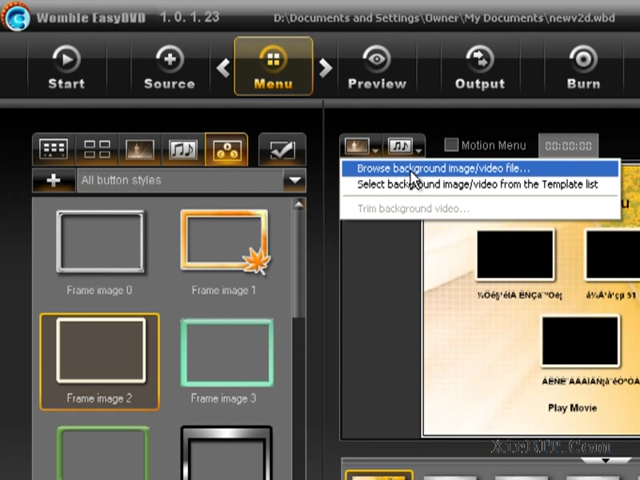 Womble EasyDVD 1.0.1.23 D:\Documents and Settings\Owner\My Documents\newv2d.wbd
Start Source Menu Preview Output Burn
Motion Menu 00:00:00
All button styles
Browse background image/video file...
Select background image/video from the Template list
Trim background video...
Frame image 0 Frame image 1
Frame image 2 Frame image 3
Play Movie